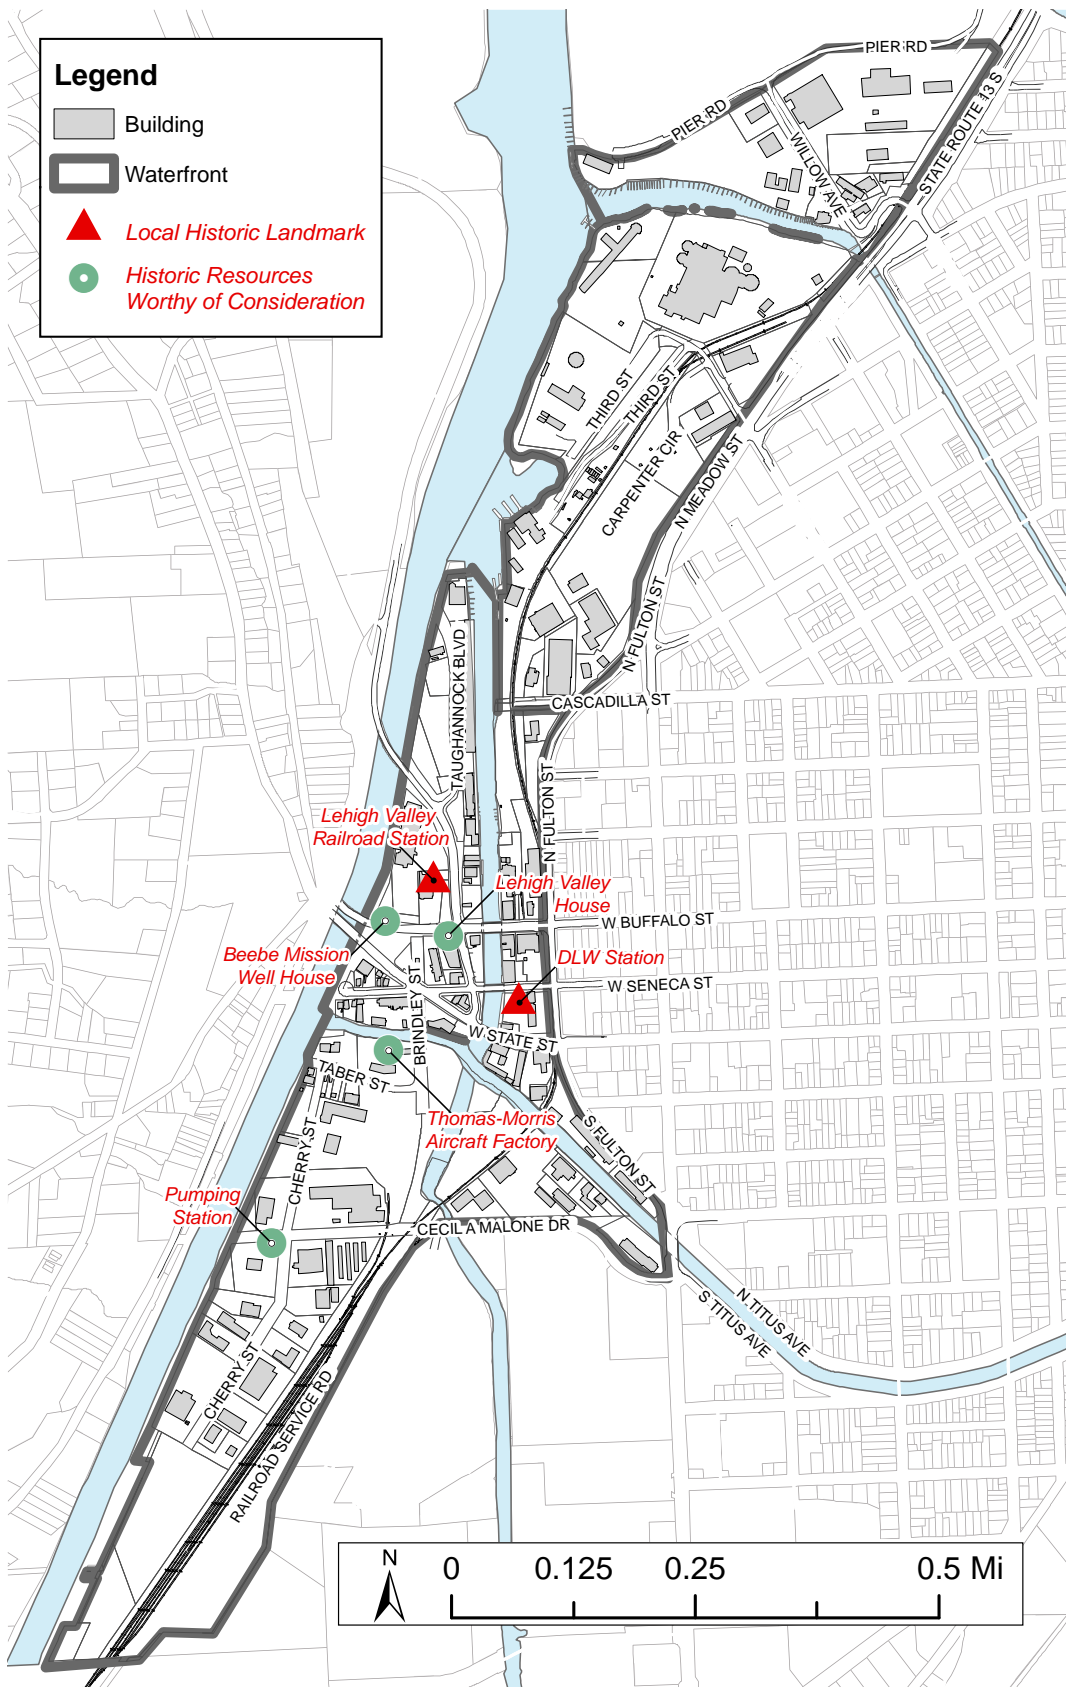 Legend
Building
Waterfront
Local Historic Landmark
Historic Resources
Worthy of Consideration
PIER RD
PIER RD
WILLOW AVE
STATE ROUTE 13 S
THIRD ST
THIRD ST
CARPENTER CIR
N MEADOW ST
N FULTON ST
TAUGHANNOCK BLVD
CASCADILLA ST
N FULTON ST
Lehigh Valley
Railroad Station
Lehigh Valley
House
W BUFFALO ST
Beebe Mission
Well House
DLW Station
W SENECA ST
BRINDLEY ST
W STATE ST
TABER ST
Thomas-Morris
Aircraft Factory
S FULTON ST
CHERRY ST
Pumping
Station
CECIL A MALONE DR
N TITUS AVE
S TITUS AVE
CHERRY ST
RAILROAD SERVICE RD
N
0 0.125 0.25 0.5 Mi